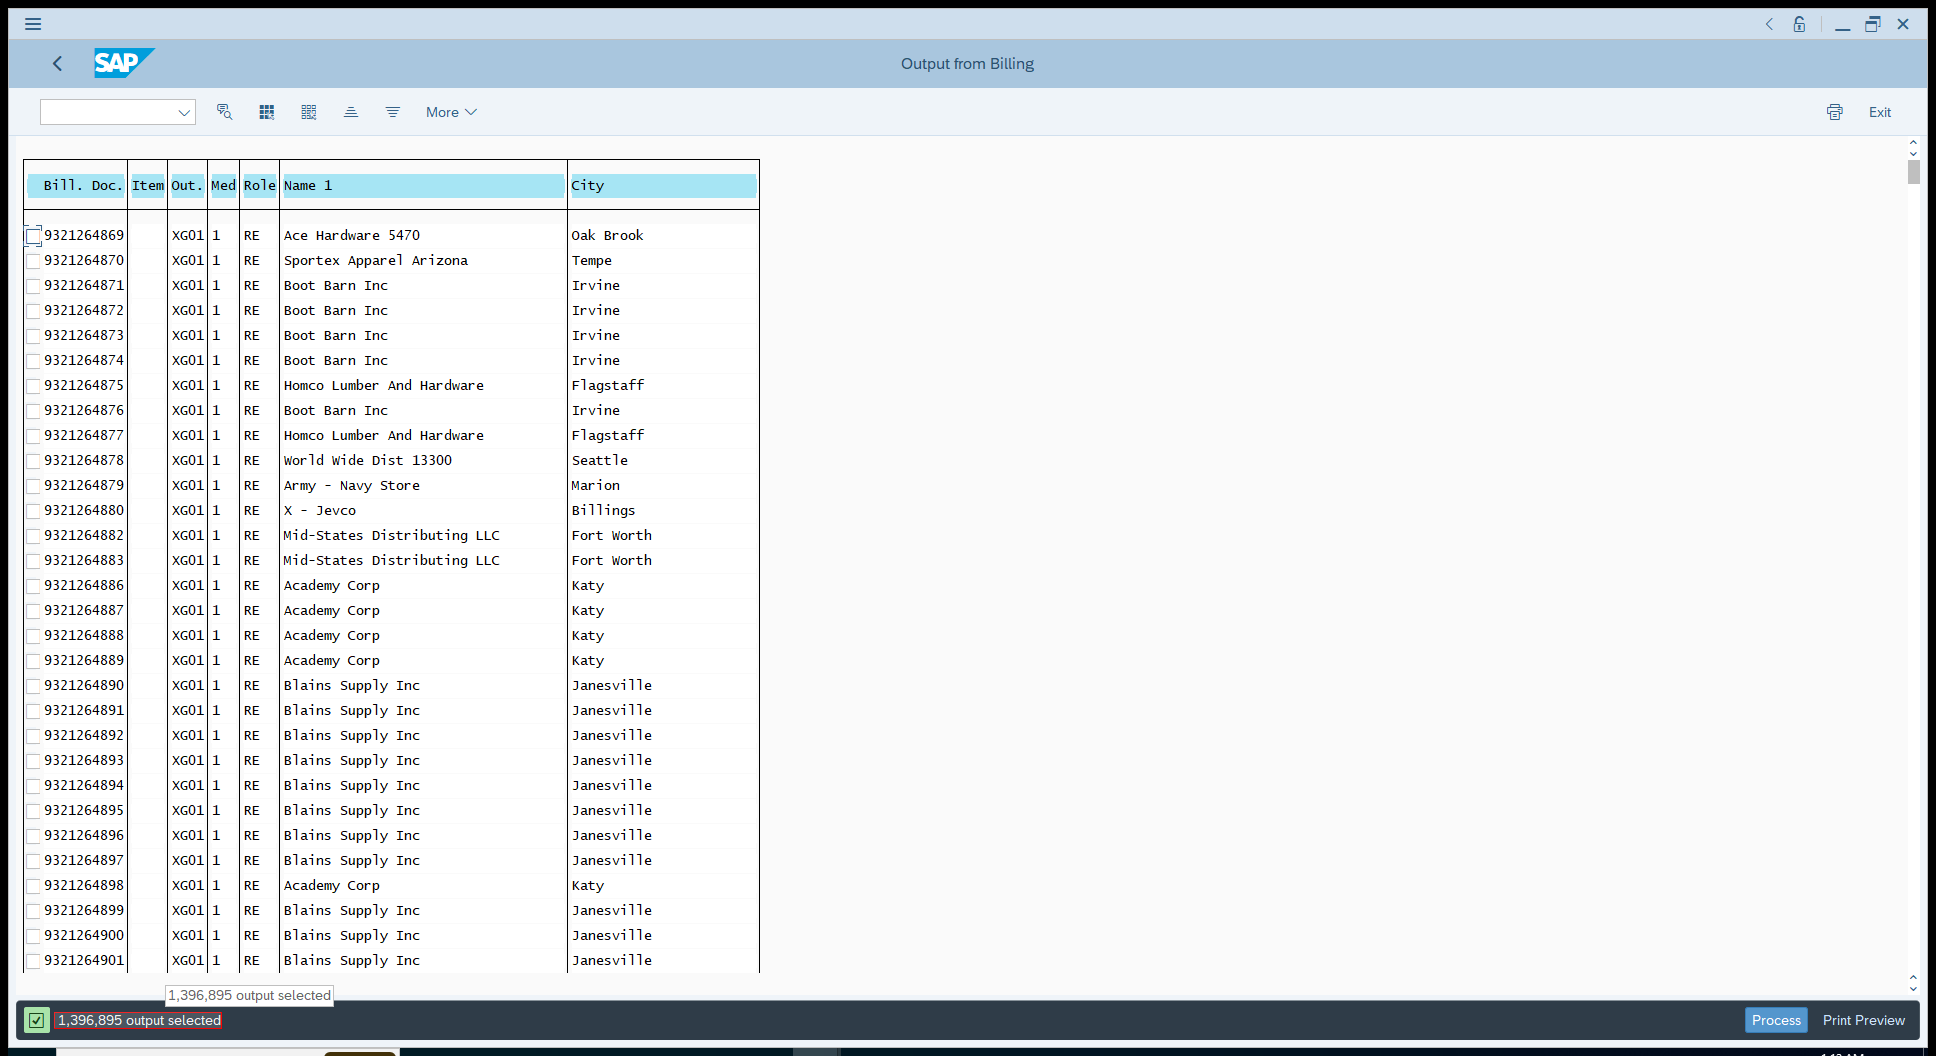 SAP
Output from Billing
More
Exit
Bill. Doc. Item Out. Med Role Name 1 City
9321264869 XG01 1 RE Ace Hardware 5470 Oak Brook
9321264870 XG01 1 RE Sportex Apparel Arizona Tempe
9321264871 XG01 1 RE Boot Barn Inc Irvine
9321264872 XG01 1 RE Boot Barn Inc Irvine
9321264873 XG01 1 RE Boot Barn Inc Irvine
9321264874 XG01 1 RE Boot Barn Inc Irvine
9321264875 XG01 1 RE Homco Lumber And Hardware Flagstaff
9321264876 XG01 1 RE Boot Barn Inc Irvine
9321264877 XG01 1 RE Homco Lumber And Hardware Flagstaff
9321264878 XG01 1 RE World Wide Dist 13300 Seattle
9321264879 XG01 1 RE Army - Navy Store Marion
9321264880 XG01 1 RE X - Jevco Billings
9321264882 XG01 1 RE Mid-States Distributing LLC Fort Worth
9321264883 XG01 1 RE Mid-States Distributing LLC Fort Worth
9321264886 XG01 1 RE Academy Corp Katy
9321264887 XG01 1 RE Academy Corp Katy
9321264888 XG01 1 RE Academy Corp Katy
9321264889 XG01 1 RE Academy Corp Katy
9321264890 XG01 1 RE Blains Supply Inc Janesville
9321264891 XG01 1 RE Blains Supply Inc Janesville
9321264892 XG01 1 RE Blains Supply Inc Janesville
9321264893 XG01 1 RE Blains Supply Inc Janesville
9321264894 XG01 1 RE Blains Supply Inc Janesville
9321264895 XG01 1 RE Blains Supply Inc Janesville
9321264896 XG01 1 RE Blains Supply Inc Janesville
9321264897 XG01 1 RE Blains Supply Inc Janesville
9321264898 XG01 1 RE Academy Corp Katy
9321264899 XG01 1 RE Blains Supply Inc Janesville
9321264900 XG01 1 RE Blains Supply Inc Janesville
9321264901 XG01 1 RE Blains Supply Inc Janesville
1,396,895 output selected
1,396,895 output selected
Process Print Preview